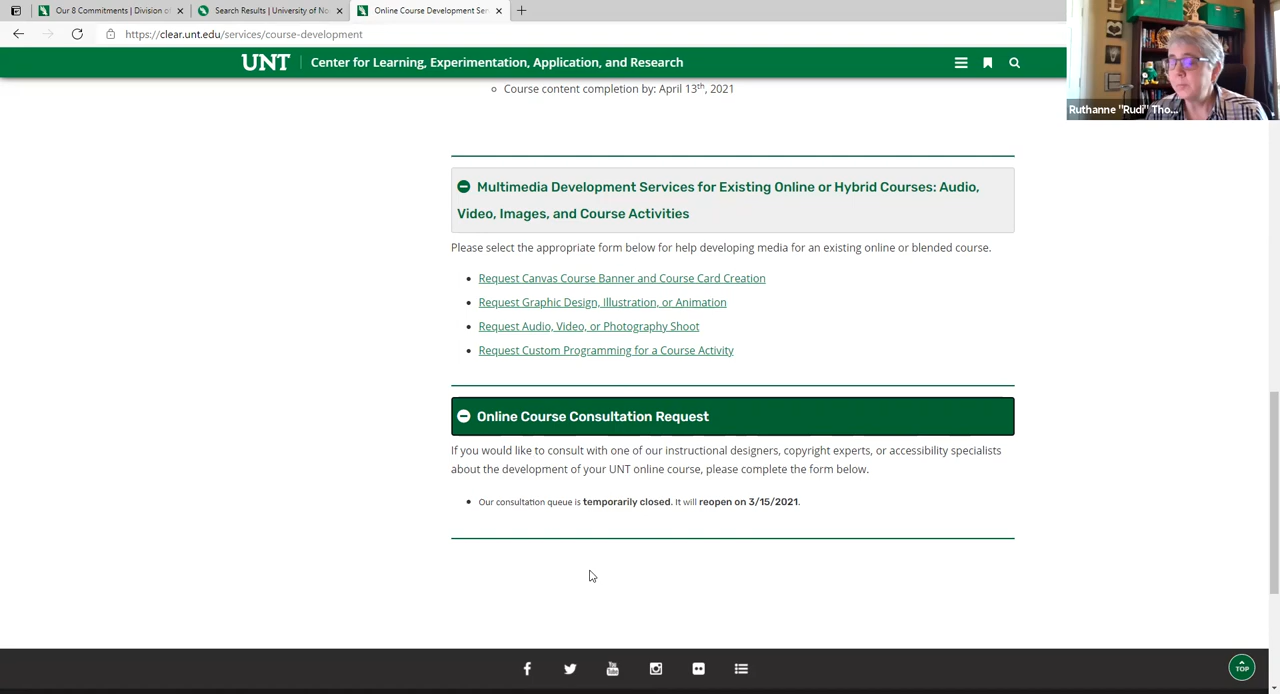 Our 8 Commitments | Division o
Search Results | University of No
Online Course Development Ser
https://clear.unt.edu/services/course-development
UNT
Center for Learning, Experimentation, Application, and Research
Ruthanne "Rudi" Tho...
Course content completion by: April 13th, 2021
Multimedia Development Services for Existing Online or Hybrid Courses: Audio,
Video, Images, and Course Activities
Please select the appropriate form below for help developing media for an existing online or blended course.
Request Canvas Course Banner and Course Card Creation
Request Graphic Design, Illustration, or Animation
Request Audio, Video, or Photography Shoot
Request Custom Programming for a Course Activity
Online Course Consultation Request
If you would like to consult with one of our instructional designers, copyright experts, or accessibility specialists
about the development of your UNT online course, please complete the form below.
Our consultation queue is temporarily closed. It will reopen on 3/15/2021.
You Tube
TOP